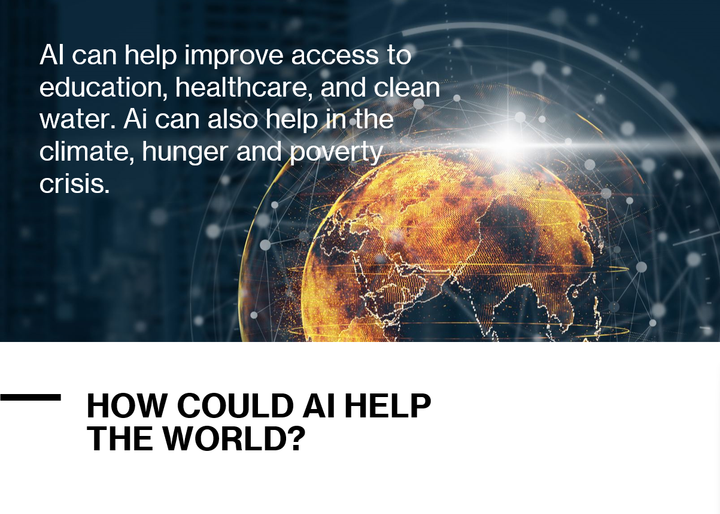 AI can help improve access to
education, healthcare, and clean
water. Ai can also help in the
climate, hunger and poverty
crisis.
HOW COULD AI HELP
THE WORLD?